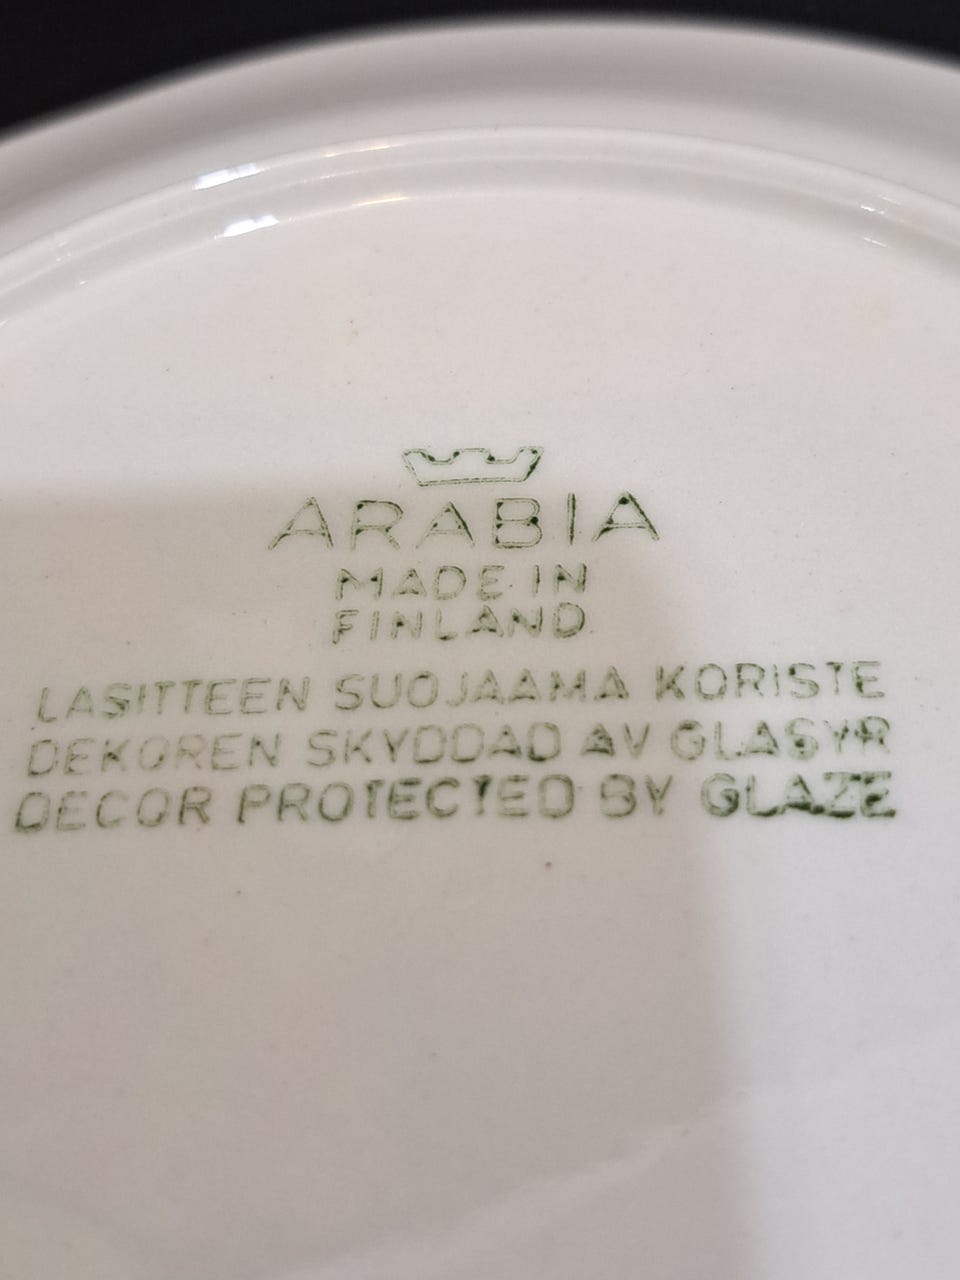 ARABIA
MADE IN
FINLAND
LASITTEEN SUOJAAMA KORISTE
DEKOREN SKYDDAD AV GLASYR
DECOR PROTECTED BY GLAZE